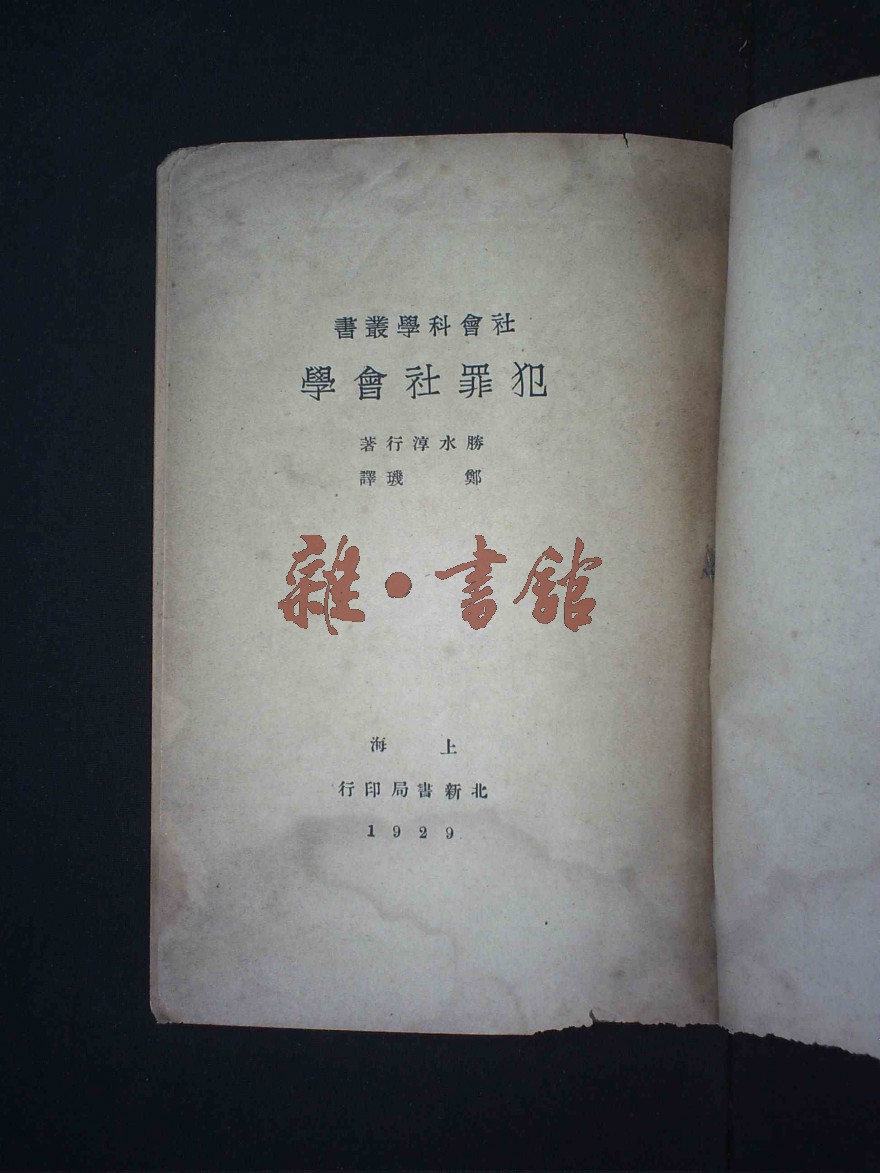 社會科學叢書
犯罪社會學
勝水淳行著
鄭 璣譯
雜·書館
上 海
北新書局印行
1929